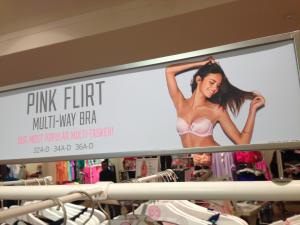 PINK FLIRT
MULTI-WAY BRA
OUR MOST POPULAR MULTI-TASKER!
32A-D 34A-D 36A-D